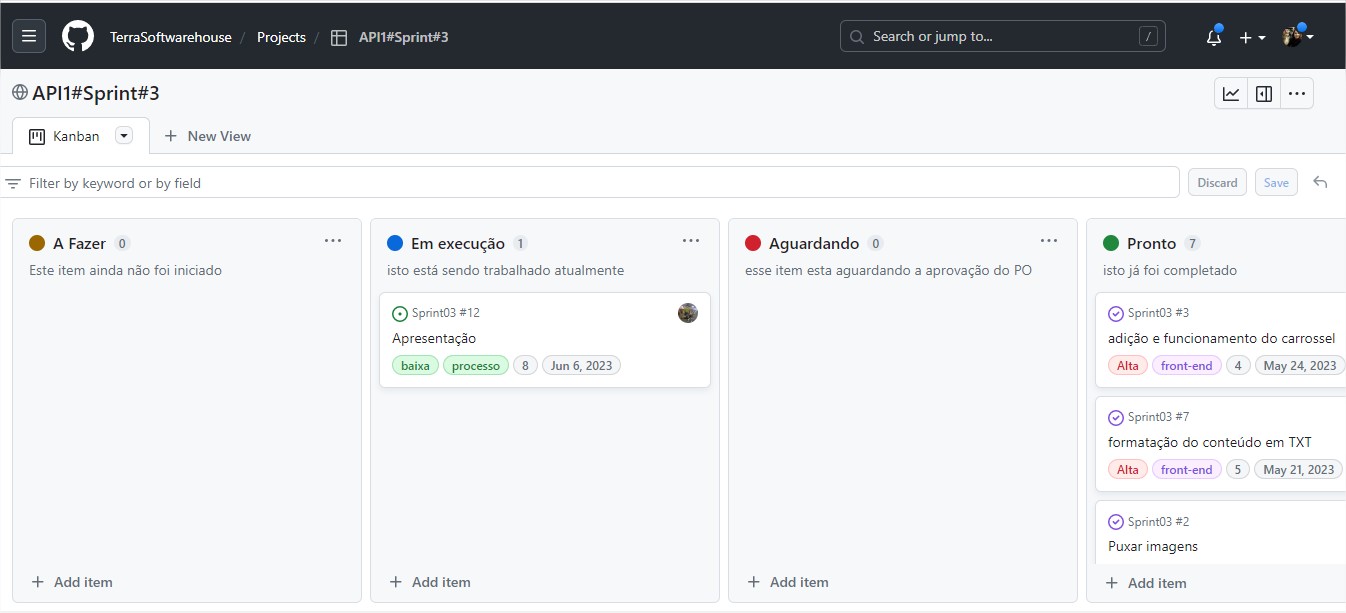 TerraSoftwarehouse / Projects / API1#Sprint#3 Search or jump to... /
API1#Sprint#3
Kanban New View
Filter by keyword or by field Discard Save
A Fazer 0
Este item ainda não foi iniciado
Add item
Em execução 1
isto está sendo trabalhado atualmente
Sprint03 #12
Apresentação
baixa processo 8 Jun 6, 2023
Add item
Aguardando 0
esse item esta aguardando a aprovação do PO
Add item
Pronto 7
isto já foi completado
Sprint03 #3
adição e funcionamento do carrossel
Alta front-end 4 May 24, 2023
Sprint03 #7
formatação do conteúdo em TXT
Alta front-end 5 May 21, 2023
Sprint03 #2
Puxar imagens
Add item